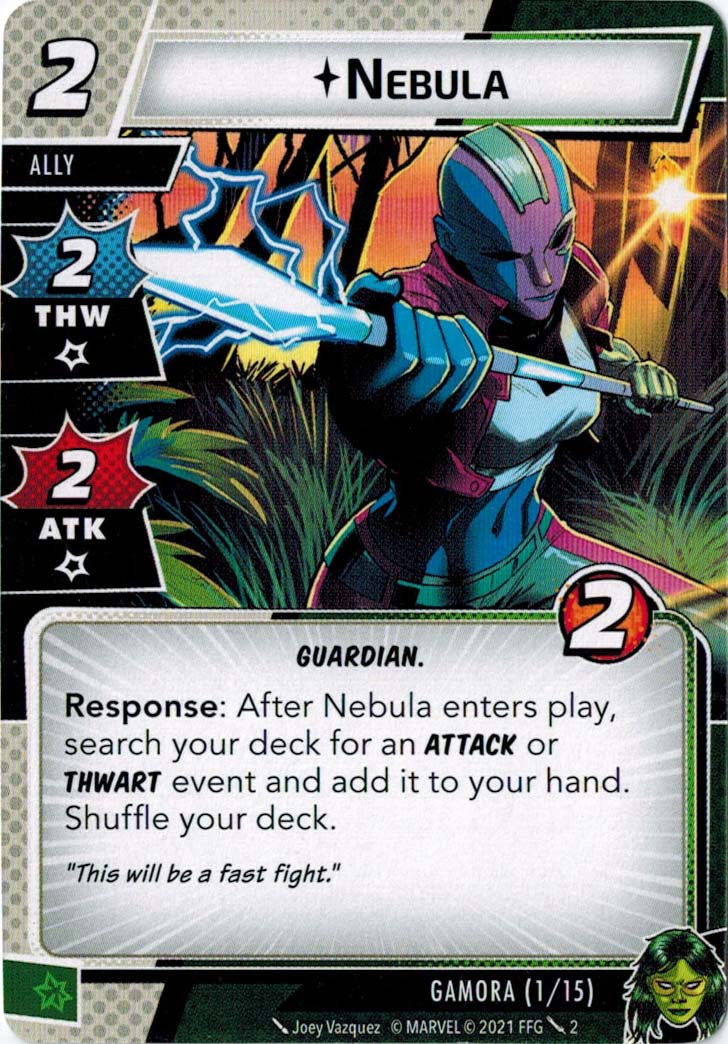 2
NEBULA
ALLY
2
THW
2
ATK
2
GUARDIAN.
Response: After Nebula enters play,
search your deck for an ATTACK or
THWART event and add it to your hand.
Shuffle your deck.
"This will be a fast fight."
GAMORA (1/15)
Joey Vazquez © MARVEL © 2021 FFG 2